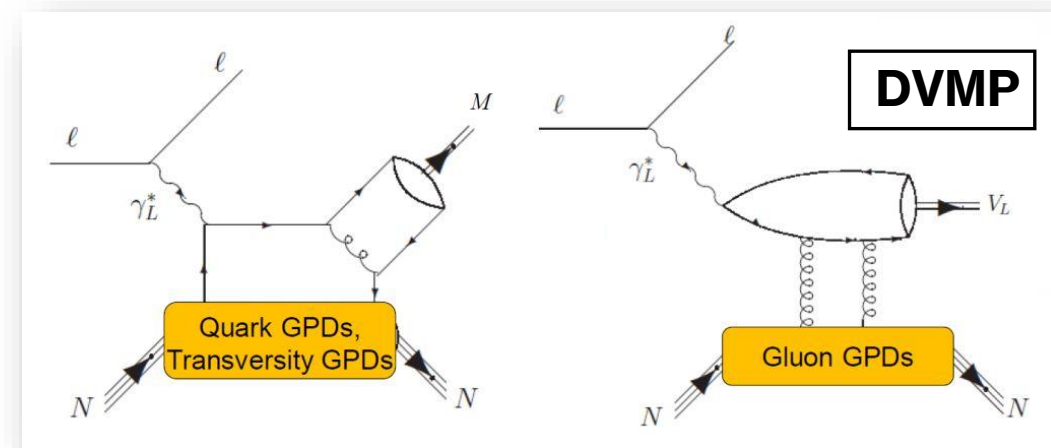 ℓ
ℓ
γ*L
M
Quark GPDs,
Transversity GPDs
N
N
ℓ
ℓ
DVMP
γ*L
VL
Gluon GPDs
N
N